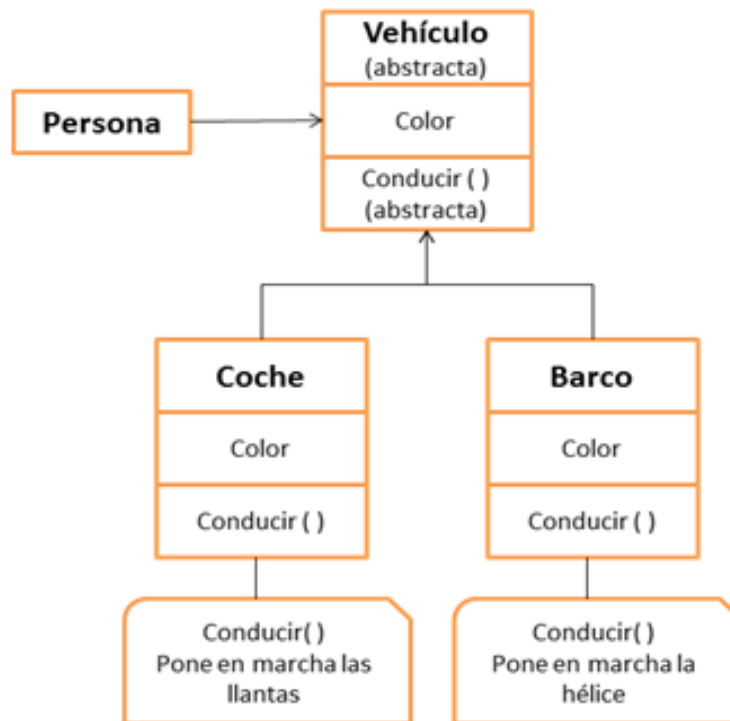 Vehículo
(abstracta)
Persona
Color
Conducir ( )
(abstracta)
Coche
Barco
Color
Color
Conducir ( )
Conducir ( )
Conducir( )
Pone en marcha las
llantas
Conducir( )
Pone en marcha la
hélice